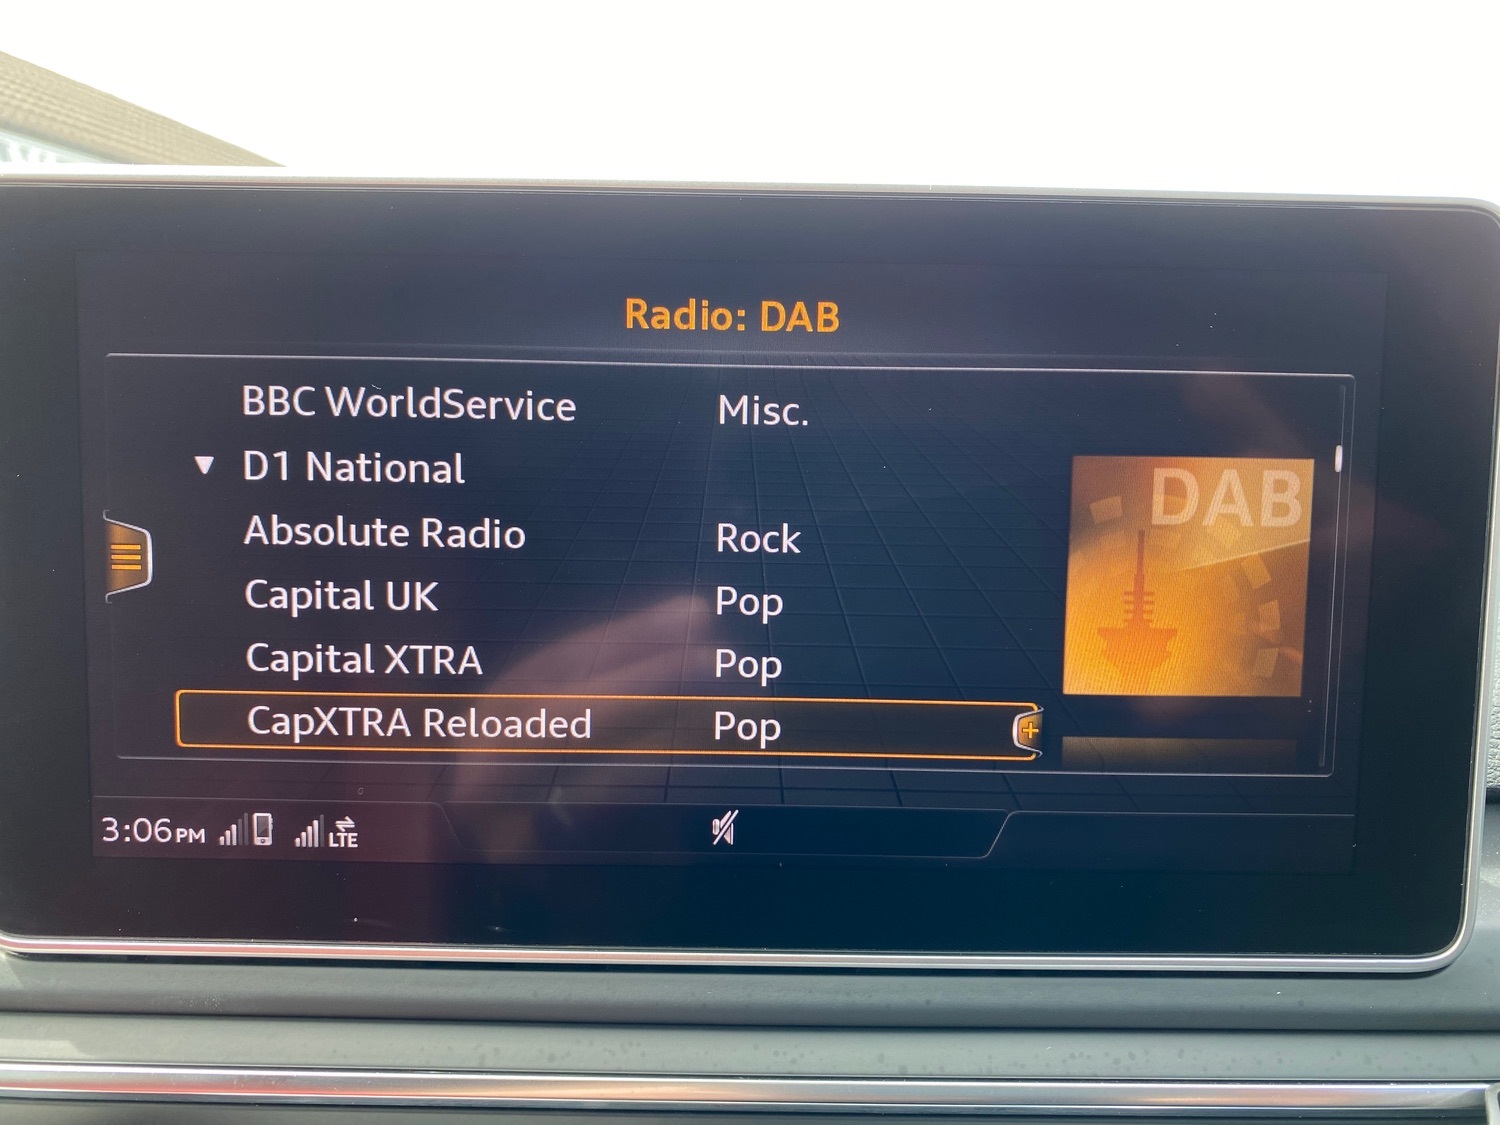 Radio: DAB
BBC WorldService Misc.
D1 National
DAB
Absolute Radio Rock
Capital UK Pop
Capital XTRA Pop
CapXTRA Reloaded Pop
3:06PM LTE